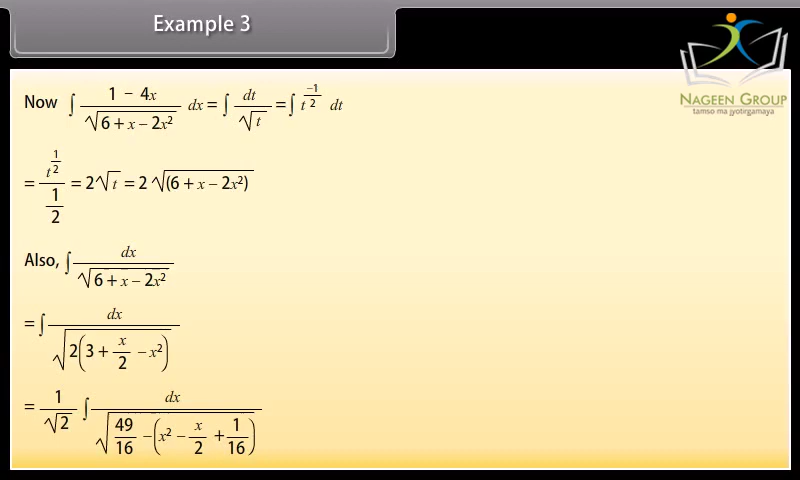 Example 3
NAGEEN GROUP
tamso ma jyotirgamaya
Now ∫ (1 − 4x)/√(6 + x − 2x²) dx = ∫ dt/√t = ∫ t^(−1/2) dt
= t^(1/2)/(1/2) = 2√t = 2√(6 + x − 2x²)
Also, ∫ dx/√(6 + x − 2x²)
= ∫ dx/√(2(3 + x/2 − x²))
= 1/√2 ∫ dx/√(49/16 − (x² − x/2 + 1/16))